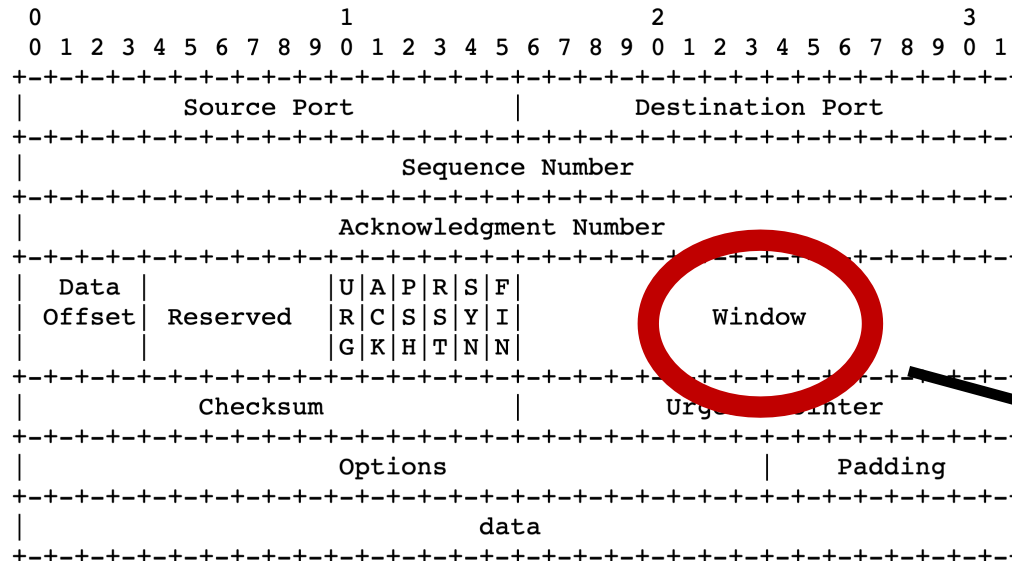 0                   1                   2                   3
0 1 2 3 4 5 6 7 8 9 0 1 2 3 4 5 6 7 8 9 0 1 2 3 4 5 6 7 8 9 0 1
+-+-+-+-+-+-+-+-+-+-+-+-+-+-+-+-+-+-+-+-+-+-+-+-+-+-+-+-+-+-+-+-
|          Source Port          |       Destination Port
+-+-+-+-+-+-+-+-+-+-+-+-+-+-+-+-+-+-+-+-+-+-+-+-+-+-+-+-+-+-+-+-
|                        Sequence Number
+-+-+-+-+-+-+-+-+-+-+-+-+-+-+-+-+-+-+-+-+-+-+-+-+-+-+-+-+-+-+-+-
|                    Acknowledgment Number
+-+-+-+-+-+-+-+-+-+-+-+-+-+-+-+-+-+-+-+-+-+-+-+-+-+-+-+-+-+-+-+-
|  Data |           |U|A|P|R|S|F|
| Offset| Reserved  |R|C|S|S|Y|I|            Window
|       |           |G|K|H|T|N|N|
+-+-+-+-+-+-+-+-+-+-+-+-+-+-+-+-+-+-+-+-+-+-+-+-+-+-+-+-+-+-+-+-
|           Checksum            |
+-+-+-+-+-+-+-+-+-+-+-+-+-+-+-+-+-+-+-+-+-+-+-+-+-+-+-+-+-+-+-+-
|                    Options                    |    Padding
+-+-+-+-+-+-+-+-+-+-+-+-+-+-+-+-+-+-+-+-+-+-+-+-+-+-+-+-+-+-+-+-
|                             data
+-+-+-+-+-+-+-+-+-+-+-+-+-+-+-+-+-+-+-+-+-+-+-+-+-+-+-+-+-+-+-+-